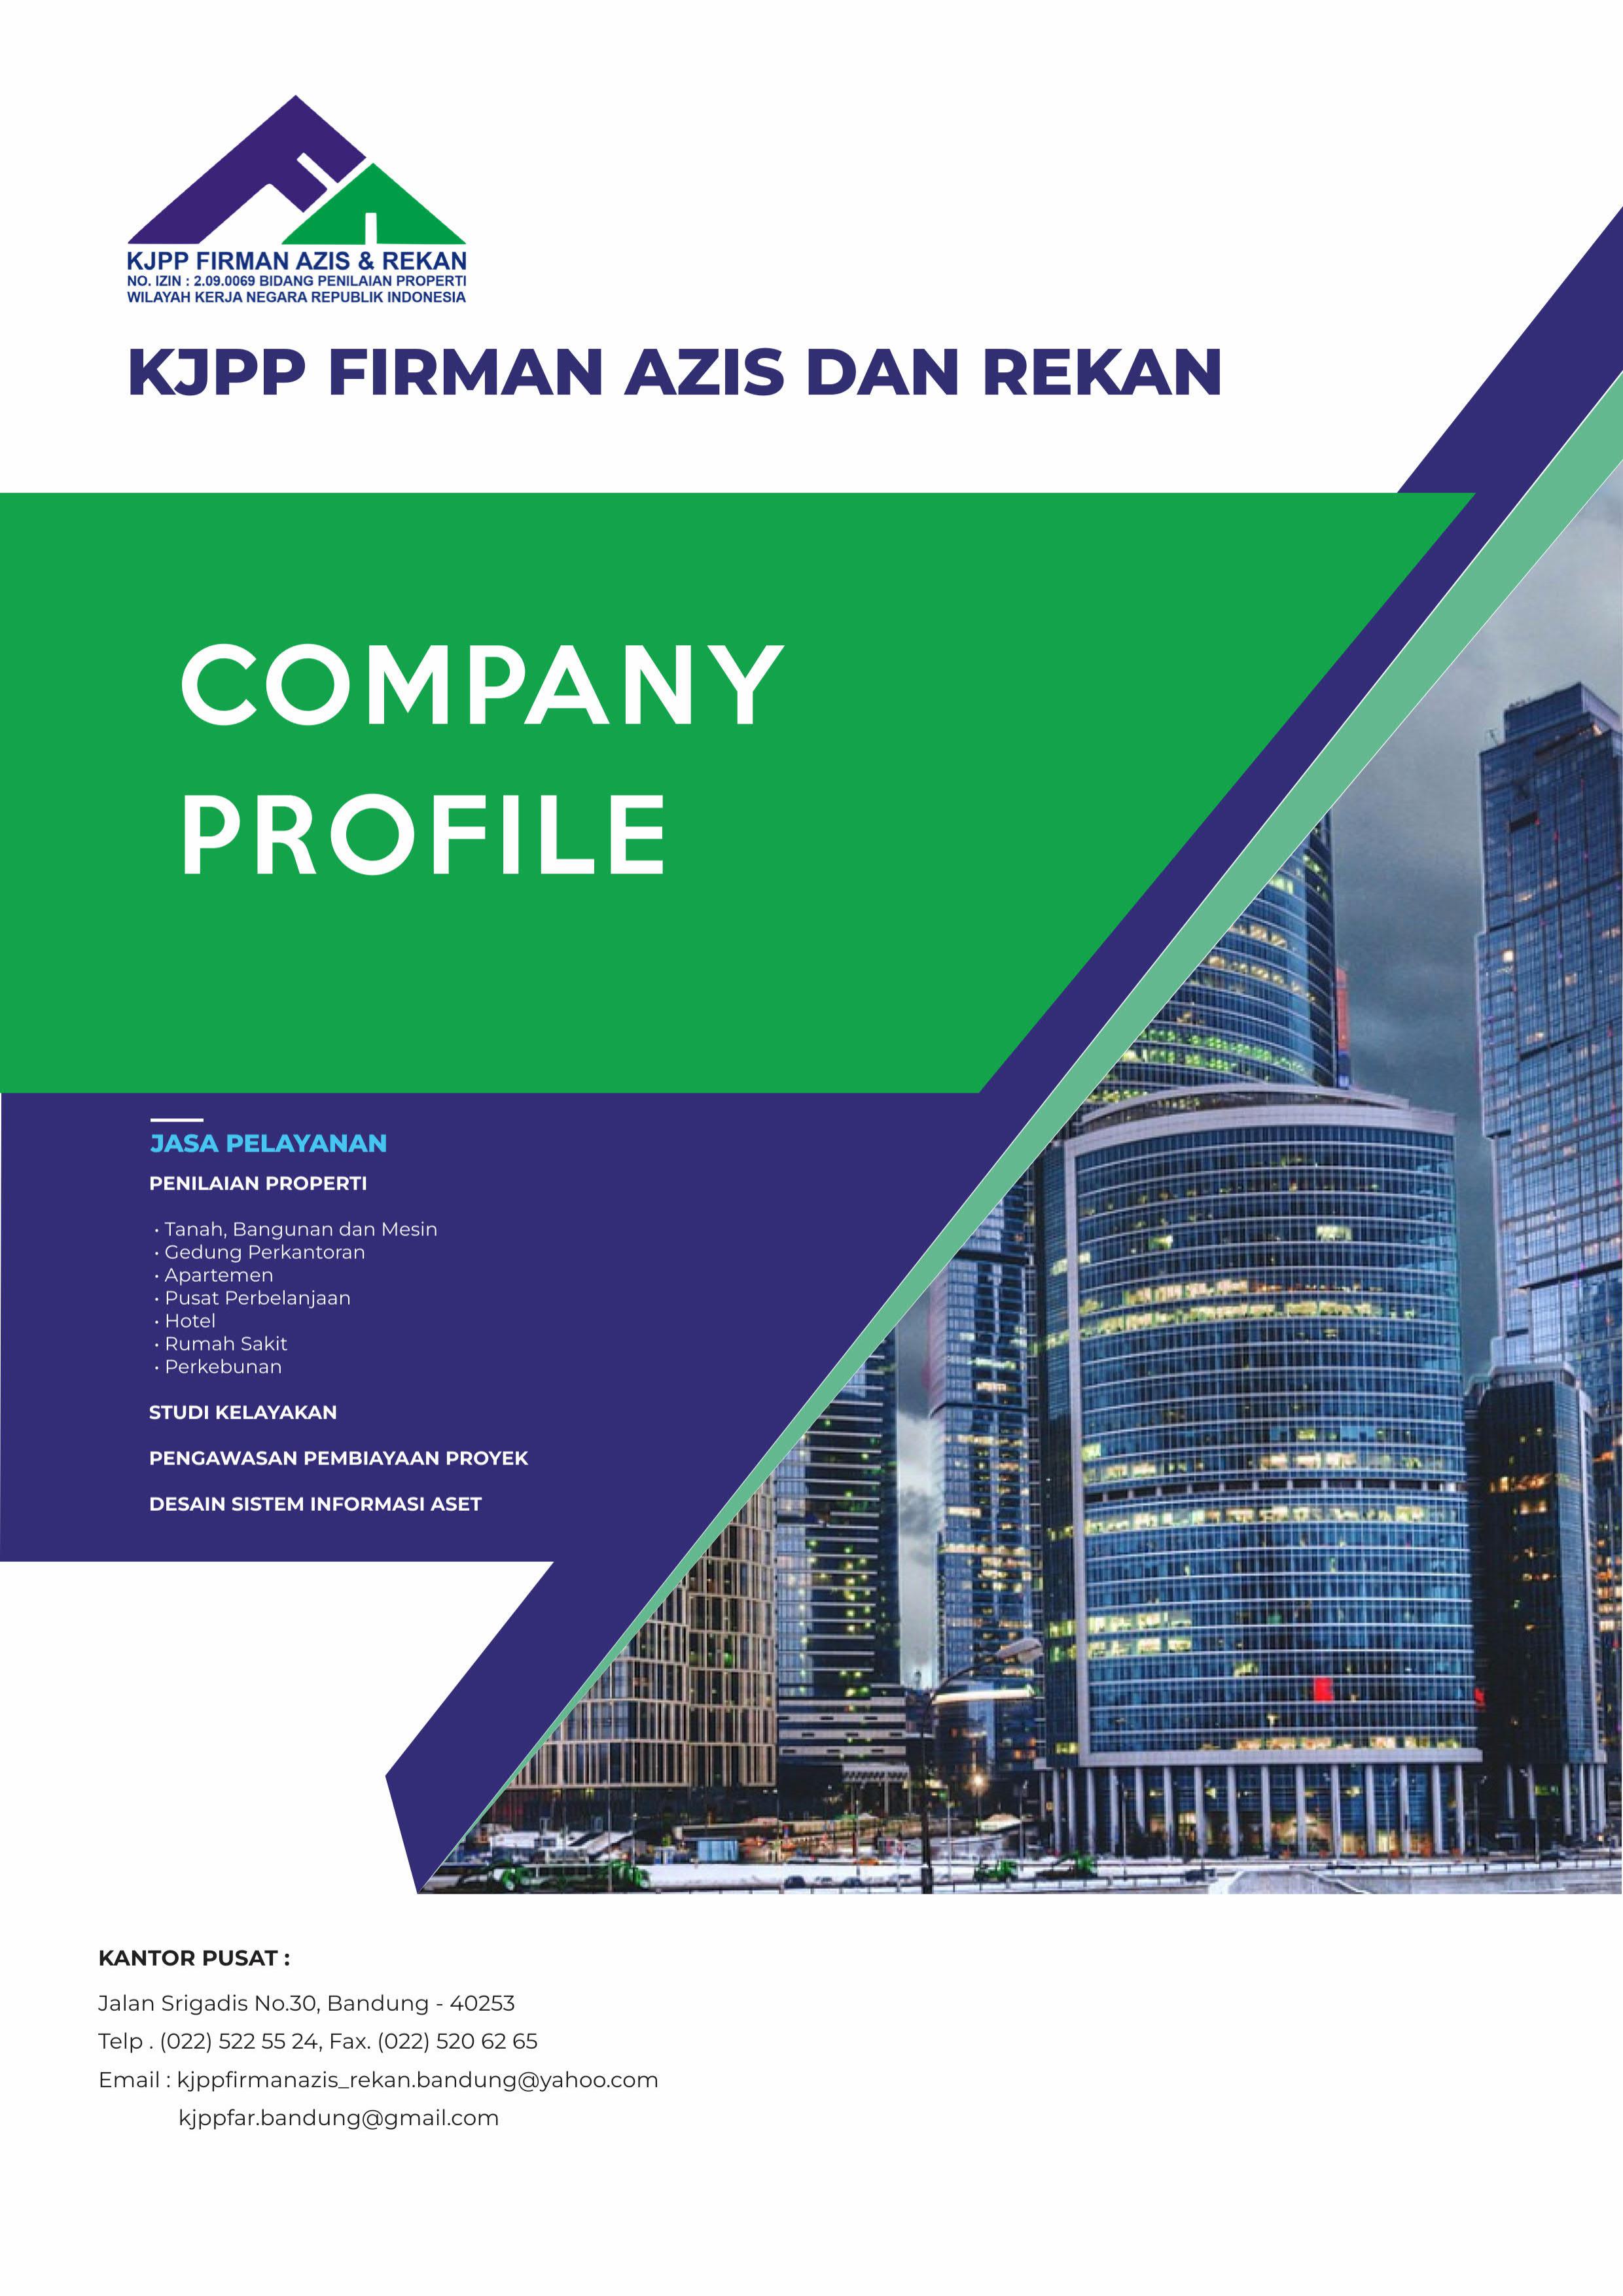 KJPP FIRMAN AZIS & REKAN
NO. IZIN : 2.09.0069 BIDANG PENILAIAN PROPERTI
WILAYAH KERJA NEGARA REPUBLIK INDONESIA
KJPP FIRMAN AZIS DAN REKAN
COMPANY
PROFILE
JASA PELAYANAN
PENILAIAN PROPERTI
· Tanah, Bangunan dan Mesin
· Gedung Perkantoran
· Apartemen
· Pusat Perbelanjaan
· Hotel
· Rumah Sakit
· Perkebunan
STUDI KELAYAKAN
PENGAWASAN PEMBIAYAAN PROYEK
DESAIN SISTEM INFORMASI ASET
KANTOR PUSAT :
Jalan Srigadis No.30, Bandung - 40253
Telp . (022) 522 55 24, Fax. (022) 520 62 65
Email : kjppfirmanazis_rekan.bandung@yahoo.com
kjppfar.bandung@gmail.com